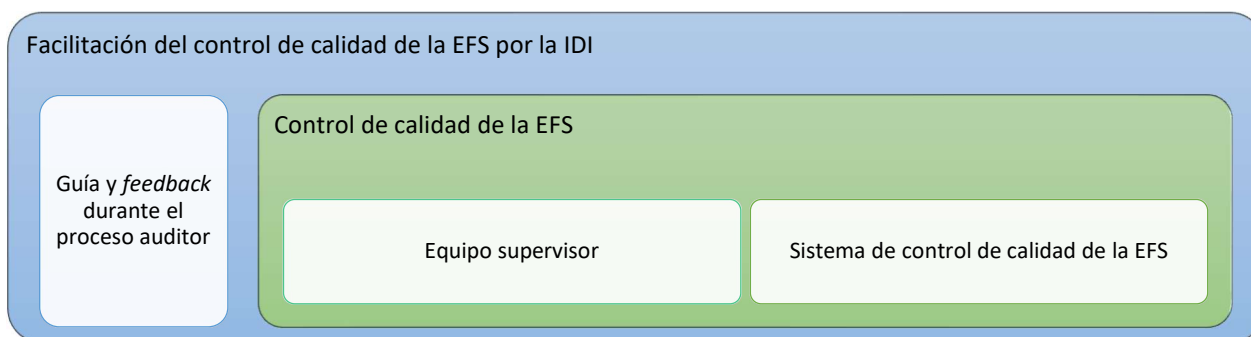 Facilitación del control de calidad de la EFS por la IDI
Guía y feedback
durante el
proceso auditor
Control de calidad de la EFS
Equipo supervisor
Sistema de control de calidad de la EFS